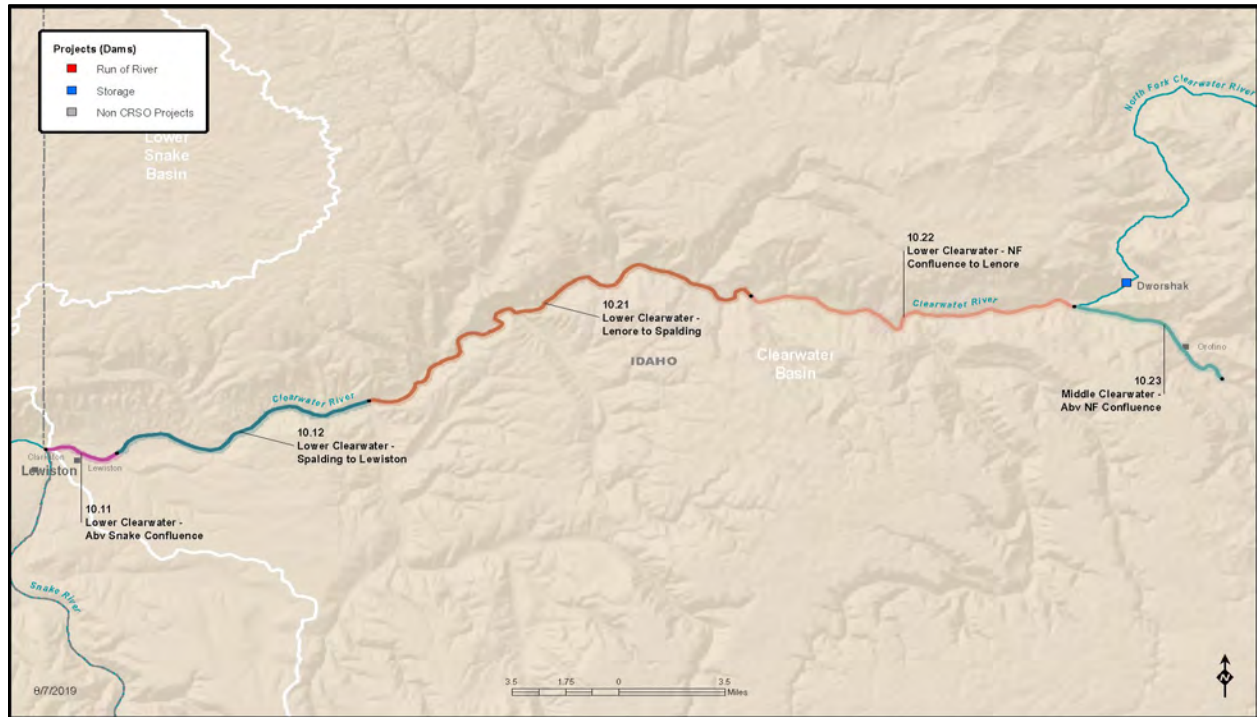 Projects (Dams)
Run of River
Storage
Non CRSO Projects
Lower
Snake
Basin
North Fork Clearwater River
10.22
Lower Clearwater - NF
Confluence to Lenore
Dworshak
10.21
Lower Clearwater -
Lenore to Spalding
Clearwater River
Orofino
IDAHO
Clearwater
Basin
10.23
Middle Clearwater -
Abv NF Confluence
Clearwater River
10.12
Lower Clearwater -
Spalding to Lewiston
Clarkston
Lewiston
Lewiston
10.11
Lower Clearwater -
Abv Snake Confluence
Snake River
8/7/2019
3.5 1.75 0 3.5
Miles
N